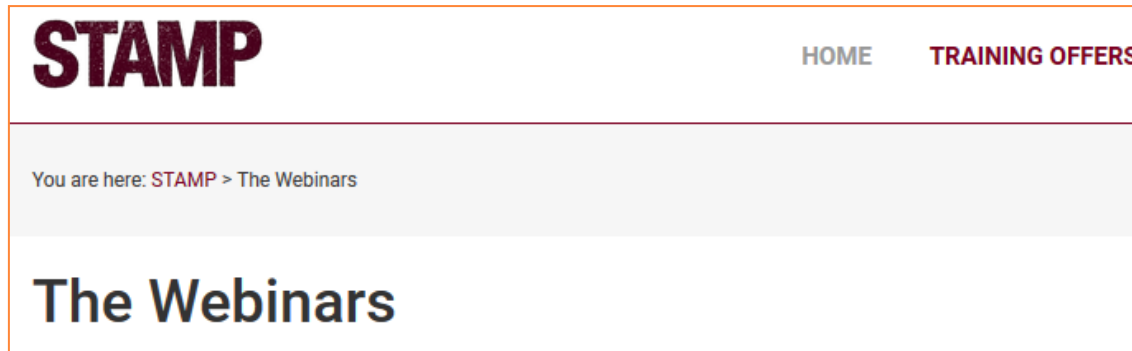 STAMP
HOME TRAINING OFFERS
You are here: STAMP > The Webinars
The Webinars